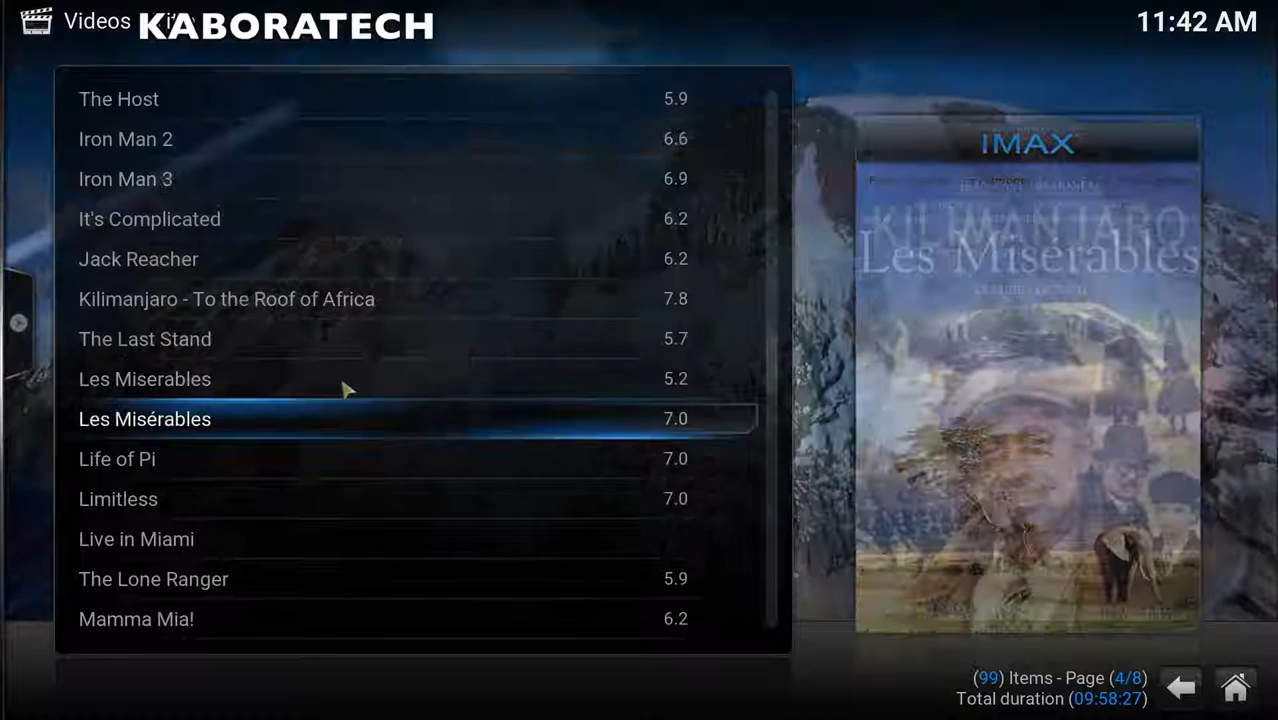 Videos
KABORATECH
11:42 AM
The Host 5.9
Iron Man 2 6.6
Iron Man 3 6.9
It's Complicated 6.2
Jack Reacher 6.2
Kilimanjaro - To the Roof of Africa 7.8
The Last Stand 5.7
Les Miserables 5.2
Les Misérables 7.0
Life of Pi 7.0
Limitless 7.0
Live in Miami
The Lone Ranger 5.9
Mamma Mia! 6.2
IMAX
KILIMANJARO
Les Misérables
(99) Items - Page (4/8)
Total duration (09:58:27)